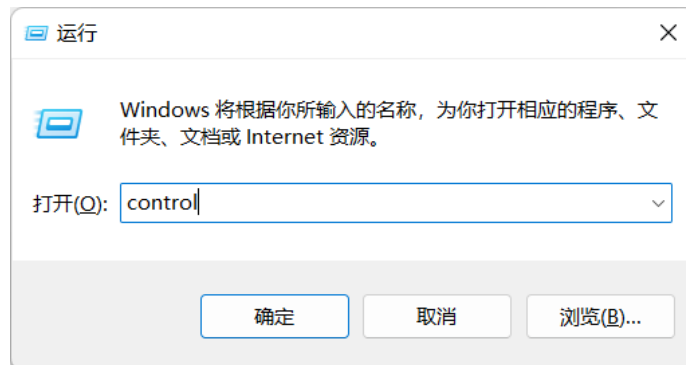 运行
Windows 将根据你所输入的名称，为你打开相应的程序、文
件夹、文档或 Internet 资源。
打开(O): control
确定 取消 浏览(B)...